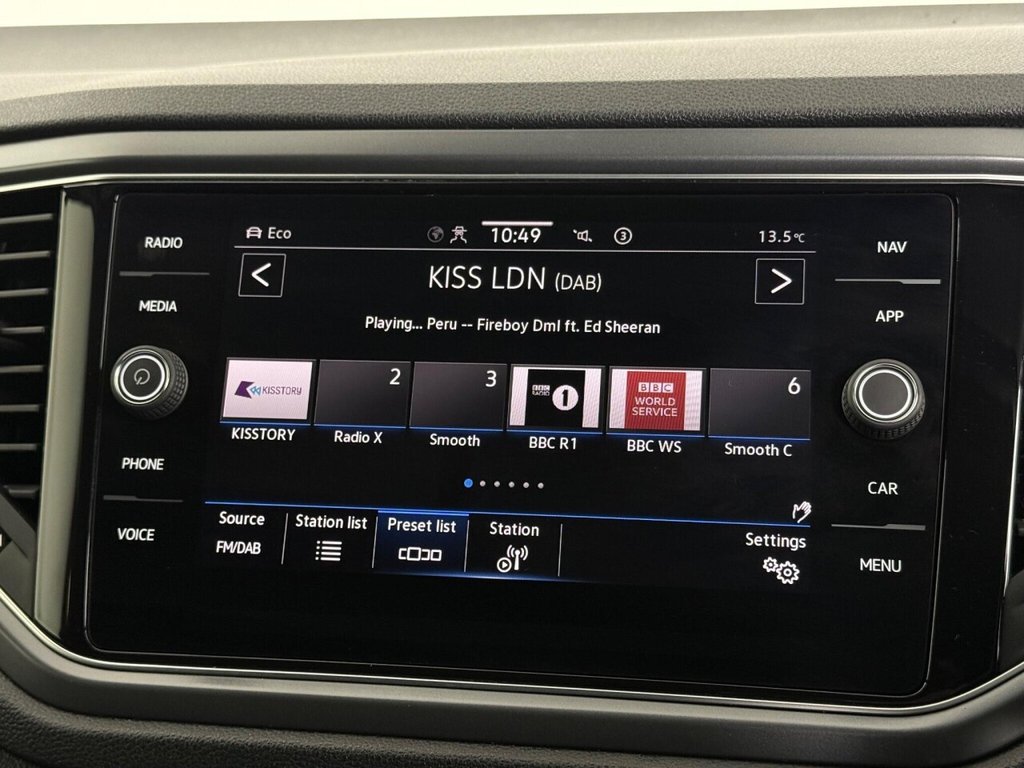 RADIO
MEDIA
PHONE
VOICE
Eco
10:49
3
13.5°C
KISS LDN (DAB)
Playing... Peru -- Fireboy Dml ft. Ed Sheeran
KISSTORY
2
3
BBC
RADIO
1
BBC
WORLD
SERVICE
6
KISSTORY
Radio X
Smooth
BBC R1
BBC WS
Smooth C
Source
FM/DAB
Station list
Preset list
Station
Settings
NAV
APP
CAR
MENU